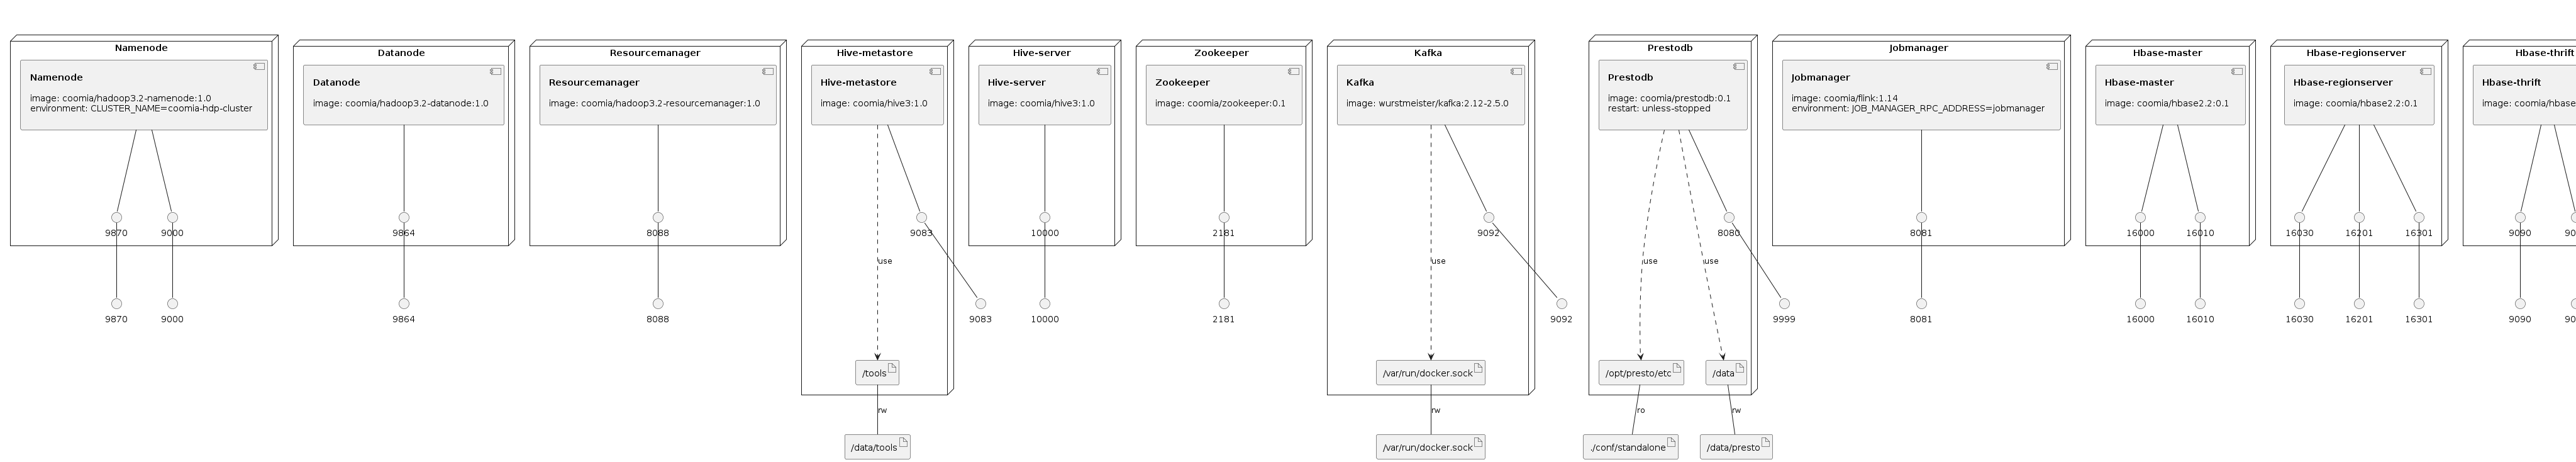 Namenode
Namenode
image: coomia/hadoop3.2-namenode:1.0
environment: CLUSTER_NAME=coomia-hdp-cluster
9870
9000
9870
9000
Datanode
Datanode
image: coomia/hadoop3.2-datanode:1.0
9864
9864
Resourcemanager
Resourcemanager
image: coomia/hadoop3.2-resourcemanager:1.0
8088
8088
Hive-metastore
Hive-metastore
image: coomia/hive3:1.0
9083
use
9083
/tools
rw
/data/tools
Hive-server
Hive-server
image: coomia/hive3:1.0
10000
10000
Zookeeper
Zookeeper
image: coomia/zookeeper:0.1
2181
2181
Kafka
Kafka
image: wurstmeister/kafka:2.12-2.5.0
9092
use
9092
/var/run/docker.sock
rw
/var/run/docker.sock
Prestodb
Prestodb
image: coomia/prestodb:0.1
restart: unless-stopped
8080
use
use
9999
/opt/presto/etc
/data
ro
rw
./conf/standalone
/data/presto
Jobmanager
Jobmanager
image: coomia/flink:1.14
environment: JOB_MANAGER_RPC_ADDRESS=jobmanager
8081
8081
Hbase-master
Hbase-master
image: coomia/hbase2.2:0.1
16000
16010
16000
16010
Hbase-regionserver
Hbase-regionserver
image: coomia/hbase2.2:0.1
16030
16201
16301
16030
16201
16301
Hbase-thrift
Hbase-thrift
image: coomia/hbase
9090
90
9090
90